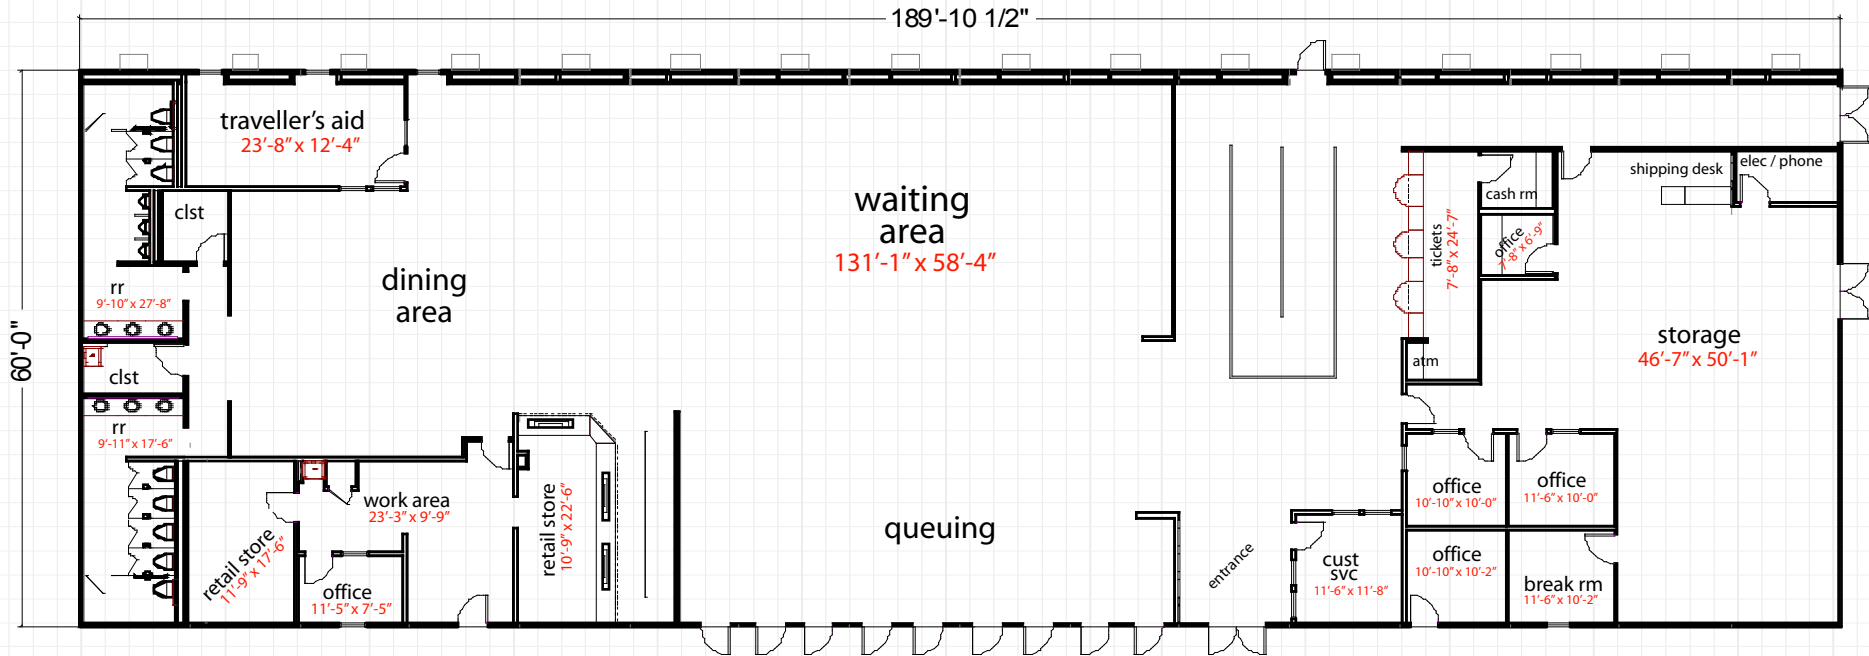 189'-10 1/2"
60'-0"
traveller's aid
23'-8" x 12'-4"
clst
rr
9'-10" x 27'-8"
clst
rr
9'-11" x 17'-6"
dining
area
waiting
area
131'-1" x 58'-4"
queuing
retail store
11'-9" x 17'-6"
work area
23'-3" x 9'-9"
office
11'-5" x 7'-5"
retail store
10'-9" x 22'-6"
entrance
cust
svc
11'-6" x 11'-8"
tickets
7'-8" x 24'-7"
atm
cash rm
office
7'-8" x 6'-9"
shipping desk
elec / phone
storage
46'-7" x 50'-1"
office
10'-10" x 10'-0"
office
11'-6" x 10'-0"
office
10'-10" x 10'-2"
break rm
11'-6" x 10'-2"